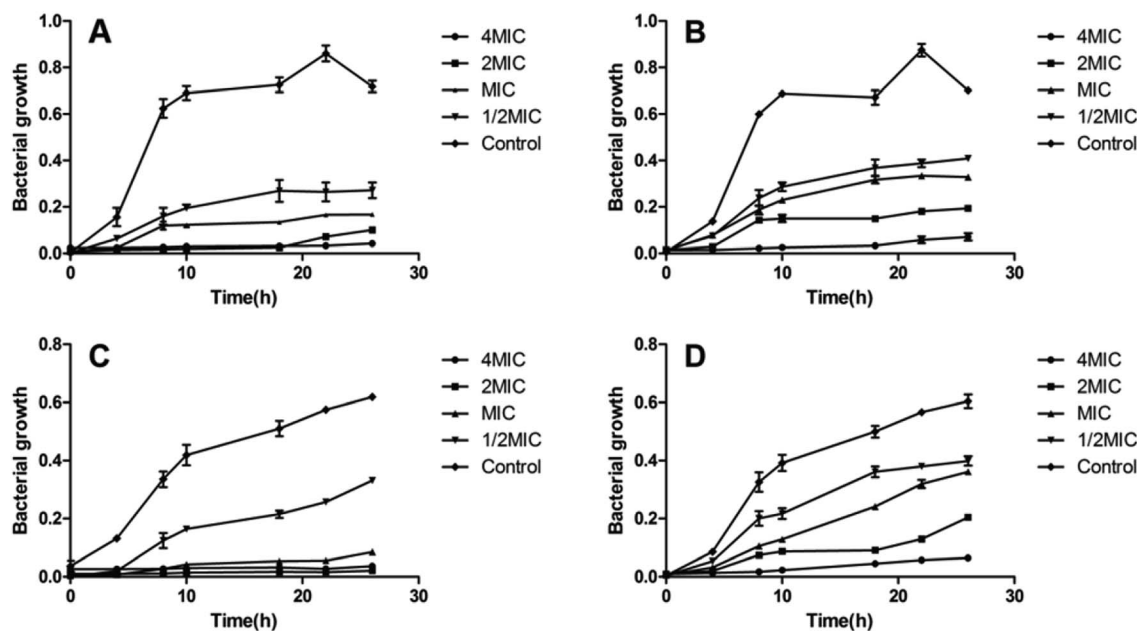 A
Bacterial growth
1.0
0.8
0.6
0.4
0.2
0.0
0 10 20 30
Time(h)
4MIC
2MIC
MIC
1/2MIC
Control
B
Bacterial growth
1.0
0.8
0.6
0.4
0.2
0.0
0 10 20 30
Time(h)
4MIC
2MIC
MIC
1/2MIC
Control
C
Bacterial growth
0.8
0.6
0.4
0.2
0.0
0 10 20 30
Time(h)
4MIC
2MIC
MIC
1/2MIC
Control
D
Bacterial growth
0.8
0.6
0.4
0.2
0.0
0 10 20 30
Time(h)
4MIC
2MIC
MIC
1/2MIC
Control